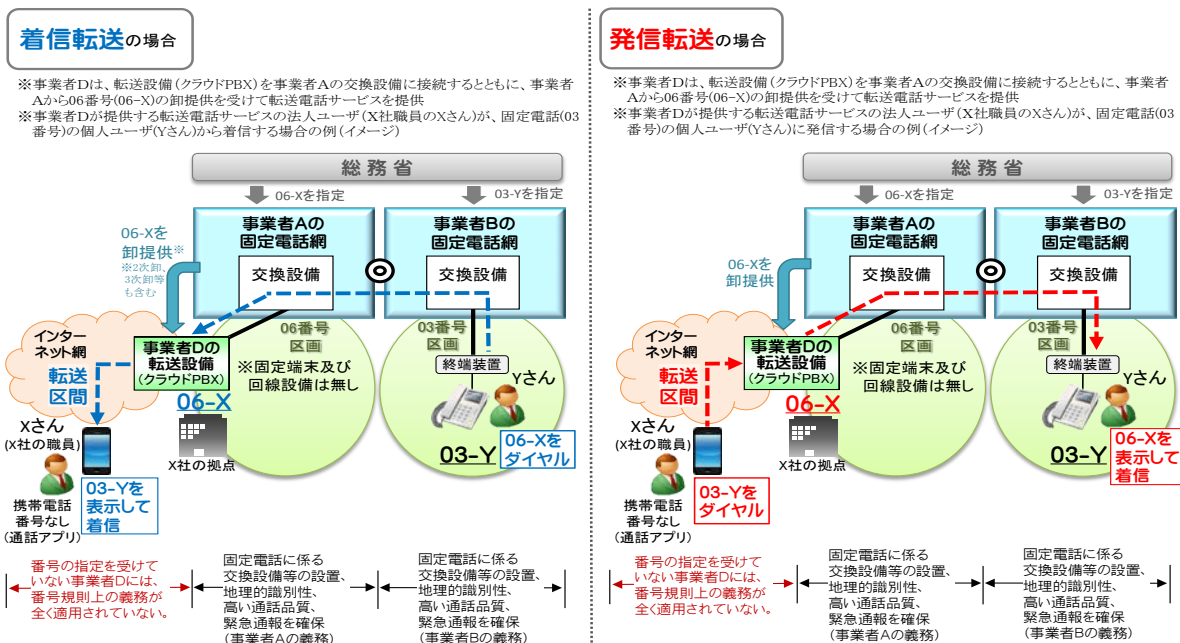 着信転送の場合
※事業者Dは、転送設備(クラウドPBX)を事業者Aの交換設備に接続するとともに、事業者
Aから06番号(06-X)の卸提供を受けて転送電話サービスを提供
※事業者Dが提供する転送電話サービスの法人ユーザ(X社職員のXさん)が、固定電話(03
番号)の個人ユーザ(Yさん)から着信する場合の例(イメージ)
総務省
06-Xを指定
03-Yを指定
06-Xを
卸提供※
※2次卸、
3次卸等
も含む
事業者Aの
固定電話網
交換設備
事業者Bの
固定電話網
交換設備
インター
ネット網
転送
区間
事業者Dの
転送設備
(クラウドPBX)
06番号
区画
※固定端末及び
回線設備は無し
03番号
区画
終端装置
Yさん
06-X
X社の拠点
Xさん
(X社の職員)
携帯電話
番号なし
(通話アプリ)
03-Yを
表示して
着信
03-Y
06-Xを
ダイヤル
番号の指定を受けて
いない事業者Dには、
番号規則上の義務が
全く適用されていない。
固定電話に係る
交換設備等の設置、
地理的識別性、
高い通話品質、
緊急通報を確保
(事業者Aの義務)
固定電話に係る
交換設備等の設置、
地理的識別性、
高い通話品質、
緊急通報を確保
(事業者Bの義務)
発信転送の場合
※事業者Dは、転送設備(クラウドPBX)を事業者Aの交換設備に接続するとともに、事業者
Aから06番号(06-X)の卸提供を受けて転送電話サービスを提供
※事業者Dが提供する転送電話サービスの法人ユーザ(X社職員のXさん)が、固定電話(03
番号)の個人ユーザ(Yさん)に発信する場合の例(イメージ)
総務省
06-Xを指定
03-Yを指定
06-Xを
卸提供
事業者Aの
固定電話網
交換設備
事業者Bの
固定電話網
交換設備
インター
ネット網
転送
区間
事業者Dの
転送設備
(クラウドPBX)
06番号
区画
※固定端末及び
回線設備は無し
03番号
区画
終端装置
Yさん
06-X
X社の拠点
Xさん
(X社の職員)
携帯電話
番号なし
(通話アプリ)
03-Yを
ダイヤル
03-Y
06-Xを
表示して
着信
番号の指定を受けて
いない事業者Dには、
番号規則上の義務が
全く適用されていない。
固定電話に係る
交換設備等の設置、
地理的識別性、
高い通話品質、
緊急通報を確保
(事業者Aの義務)
固定電話に係る
交換設備等の設置、
地理的識別性、
高い通話品質、
緊急通報を確保
(事業者Bの義務)